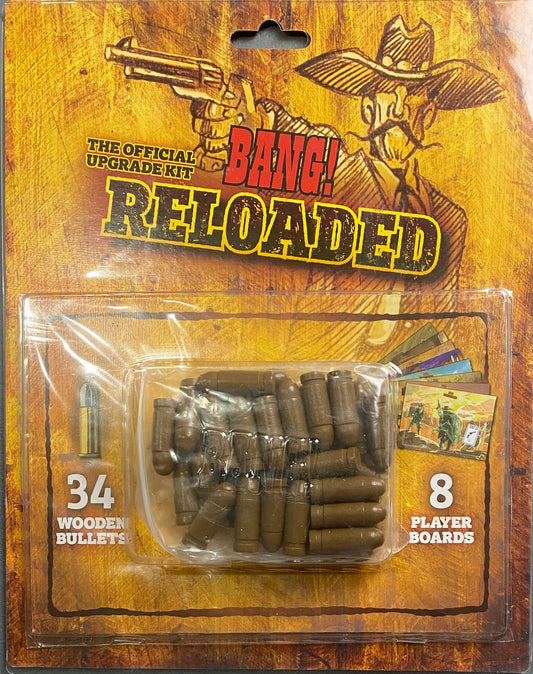 THE OFFICIAL
UPGRADE KIT
BANG!
RELOADED
34
WOODEN
BULLETS
8
PLAYER
BOARDS